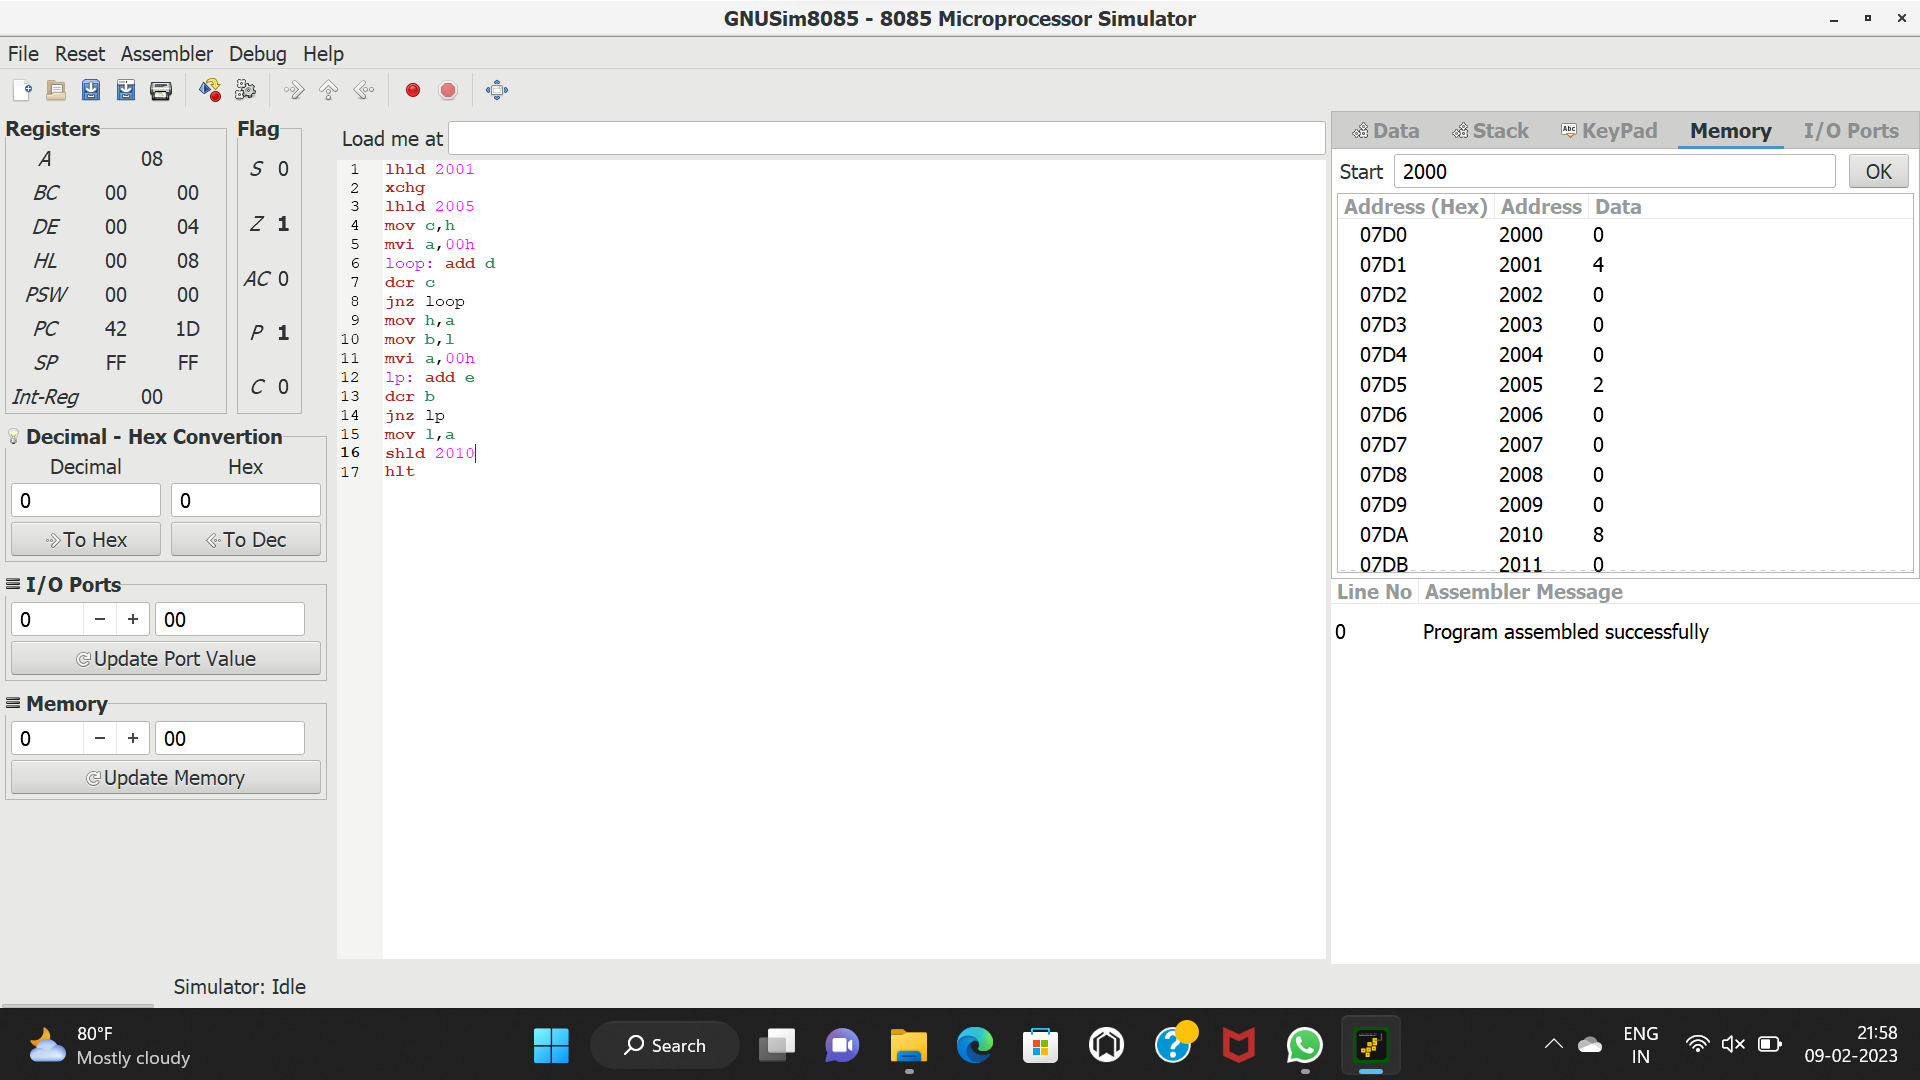 GNUSim8085 - 8085 Microprocessor Simulator
File Reset Assembler Debug Help
Registers
A 08
BC 00 00
DE 00 04
HL 00 08
PSW 00 00
PC 42 1D
SP FF FF
Int-Reg 00
Flag
S 0
Z 1
AC 0
P 1
C 0
Decimal - Hex Convertion
Decimal Hex
0 0
To Hex To Dec
I/O Ports
0 − + 00
Update Port Value
Memory
0 − + 00
Update Memory
Simulator: Idle
Load me at
1 lhld 2001
2 xchg
3 lhld 2005
4 mov c,h
5 mvi a,00h
6 loop: add d
7 dcr c
8 jnz loop
9 mov h,a
10 mov b,l
11 mvi a,00h
12 lp: add e
13 dcr b
14 jnz lp
15 mov l,a
16 shld 2010
17 hlt
Data Stack Abc KeyPad Memory I/O Ports
Start 2000 OK
Address (Hex) Address Data
07D0 2000 0
07D1 2001 4
07D2 2002 0
07D3 2003 0
07D4 2004 0
07D5 2005 2
07D6 2006 0
07D7 2007 0
07D8 2008 0
07D9 2009 0
07DA 2010 8
07DB 2011 0
Line No Assembler Message
0 Program assembled successfully
80°F
Mostly cloudy
Search
ENG
IN
21:58
09-02-2023